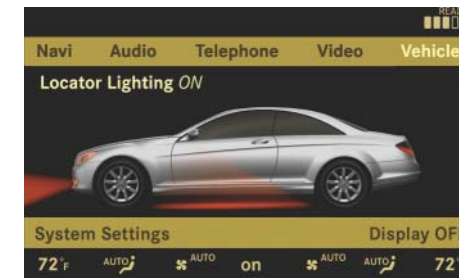 REA
Navi Audio Telephone Video Vehicle
Locator Lighting ON
System Settings Display OF
72°F AUTO AUTO on AUTO AUTO 72°